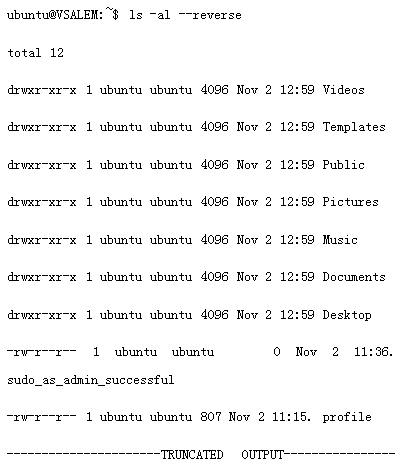 ubuntu@VSALEM:~$ ls -al --reverse
total 12
drwxr-xr-x 1 ubuntu ubuntu 4096 Nov 2 12:59 Videos
drwxr-xr-x 1 ubuntu ubuntu 4096 Nov 2 12:59 Templates
drwxr-xr-x 1 ubuntu ubuntu 4096 Nov 2 12:59 Public
drwxr-xr-x 1 ubuntu ubuntu 4096 Nov 2 12:59 Pictures
drwxr-xr-x 1 ubuntu ubuntu 4096 Nov 2 12:59 Music
drwxr-xr-x 1 ubuntu ubuntu 4096 Nov 2 12:59 Documents
drwxr-xr-x 1 ubuntu ubuntu 4096 Nov 2 12:59 Desktop
-rw-r--r-- 1 ubuntu ubuntu 0 Nov 2 11:36.
sudo_as_admin_successful
-rw-r--r-- 1 ubuntu ubuntu 807 Nov 2 11:15. profile
----------------------TRUNCATED OUTPUT----------------